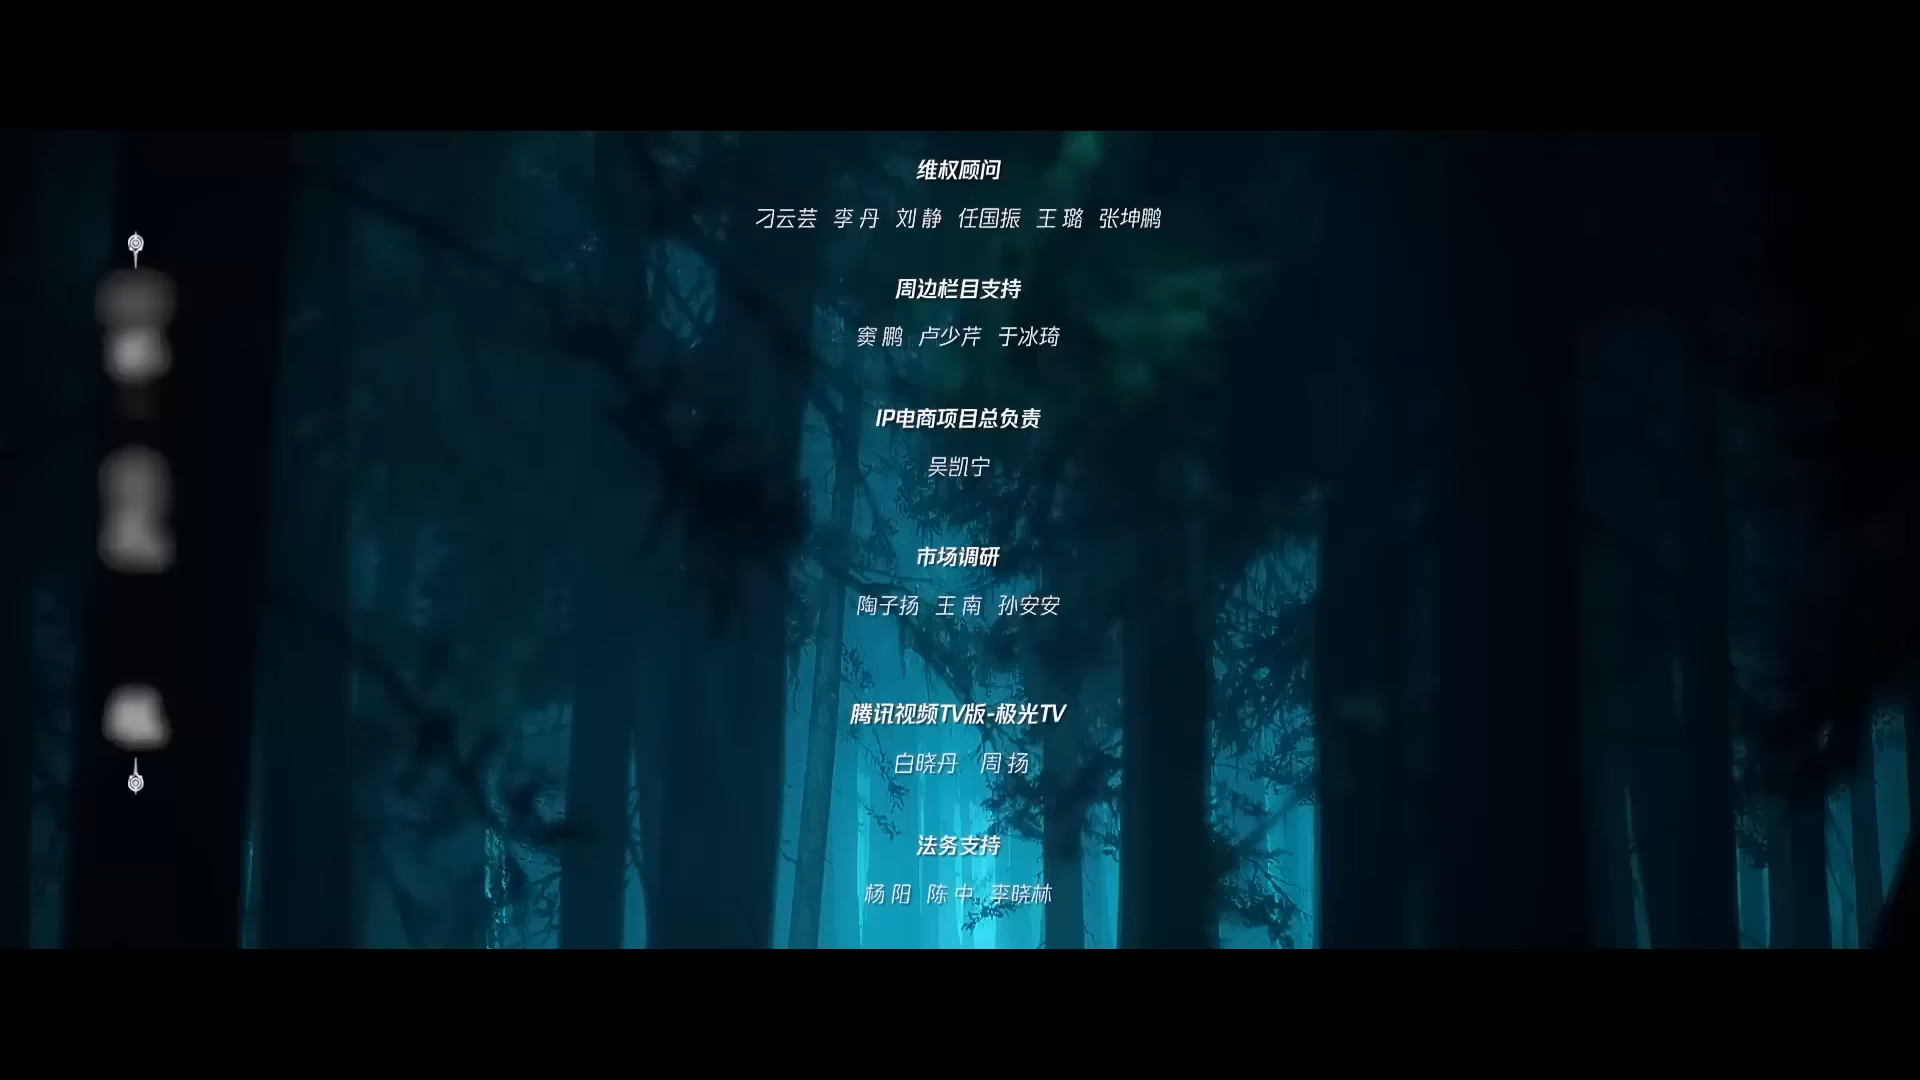 维权顾问
刁云芸 李 丹 刘 静 任国振 王 璐 张坤鹏
周边栏目支持
窦 鹏 卢少芹 于冰琦
IP电商项目总负责
吴凯宁
市场调研
陶子扬 王 南 孙安安
腾讯视频TV版-极光TV
白晓丹 周 扬
法务支持
杨 阳 陈 中 李晓林